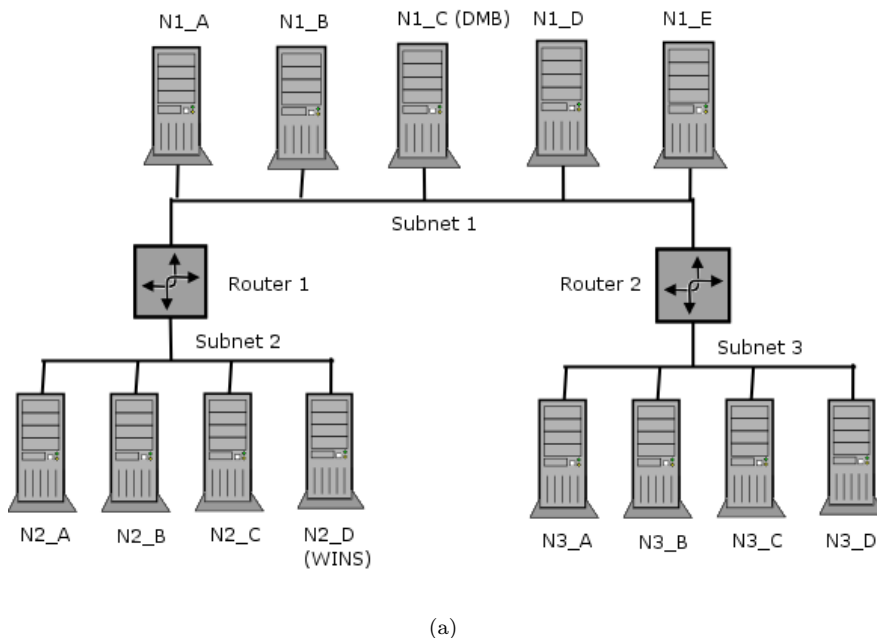 N1_A
N1_B
N1_C (DMB)
N1_D
N1_E
Subnet 1
Router 1
Router 2
Subnet 2
Subnet 3
N2_A
N2_B
N2_C
N2_D
(WINS)
N3_A
N3_B
N3_C
N3_D
(a)